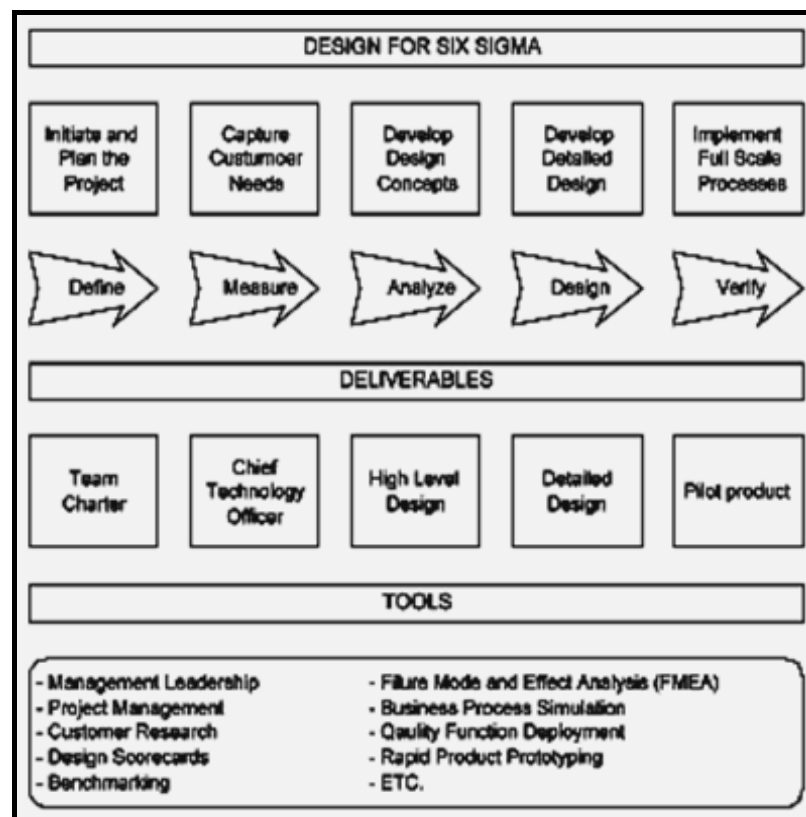 DESIGN FOR SIX SIGMA
Initiate and
Plan the
Project
Capture
Custumoer
Needs
Develop
Design
Concepts
Develop
Detailed
Design
Implement
Full Scale
Processes
Define
Measure
Analyze
Design
Verify
DELIVERABLES
Team
Charter
Chief
Technology
Officer
High Level
Design
Detailed
Design
Pilot product
TOOLS
- Management Leadership
- Project Management
- Customer Research
- Design Scorecards
- Benchmarking
- Filure Mode and Effect Analysis (FMEA)
- Business Process Simulation
- Qaulity Function Deployment
- Rapid Product Prototyping
- ETC.